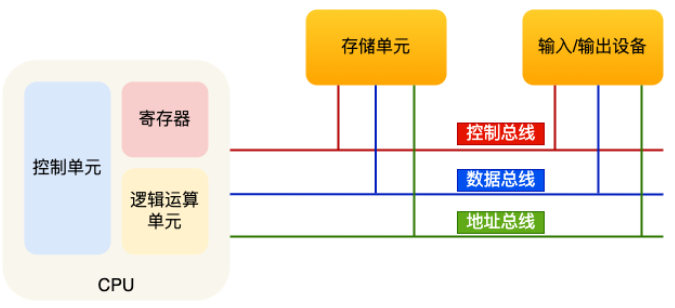 存储单元
输入/输出设备
寄存器
控制单元
逻辑运算
单元
CPU
控制总线
数据总线
地址总线